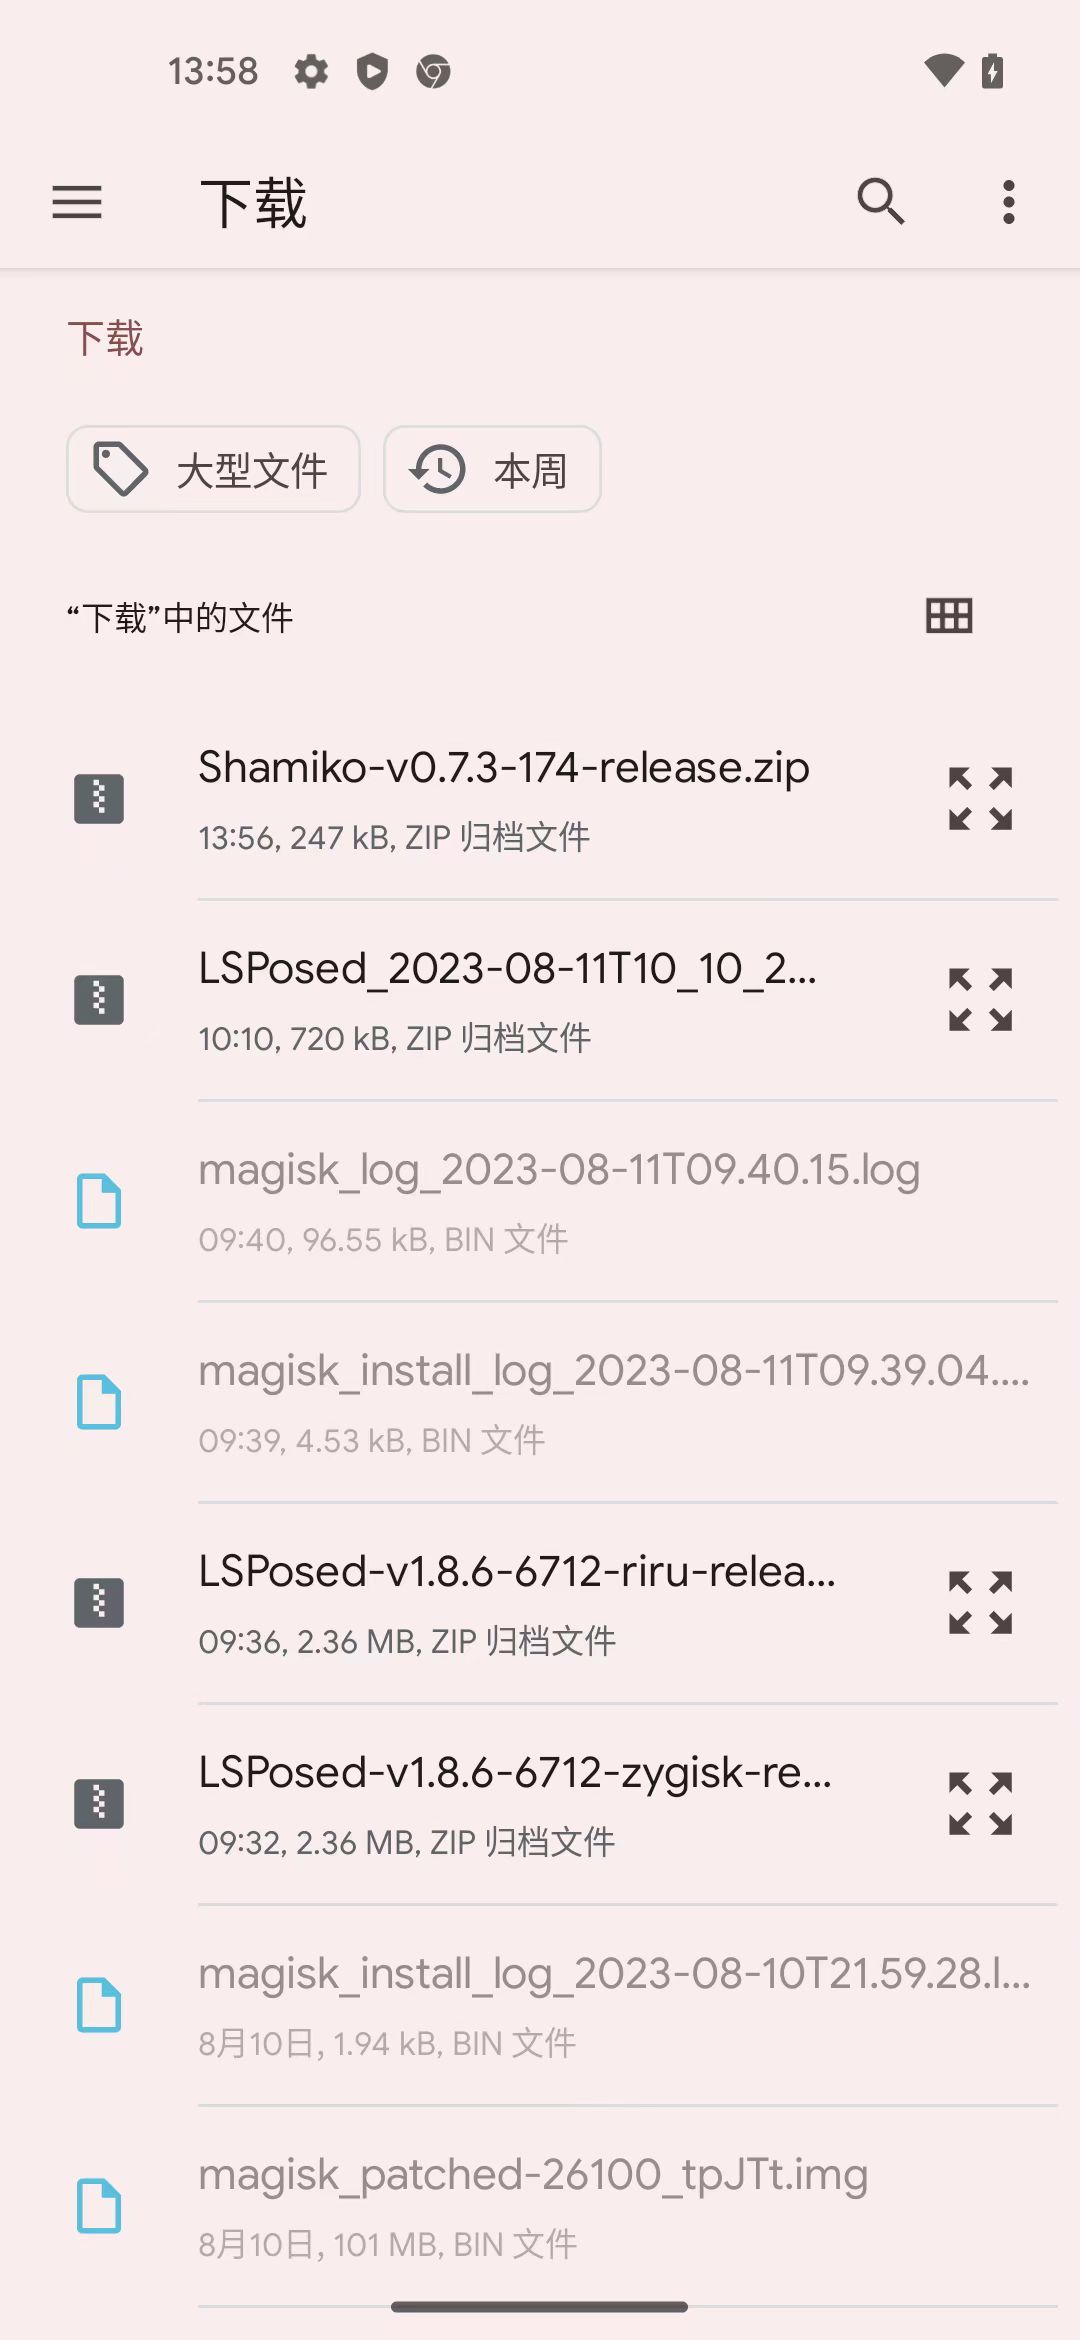 13:58
下载
下载
大型文件
本周
“下载”中的文件
Shamiko-v0.7.3-174-release.zip
13:56, 247 kB, ZIP 归档文件
LSPosed_2023-08-11T10_10_2...
10:10, 720 kB, ZIP 归档文件
magisk_log_2023-08-11T09.40.15.log
09:40, 96.55 kB, BIN 文件
magisk_install_log_2023-08-11T09.39.04....
09:39, 4.53 kB, BIN 文件
LSPosed-v1.8.6-6712-riru-relea...
09:36, 2.36 MB, ZIP 归档文件
LSPosed-v1.8.6-6712-zygisk-re...
09:32, 2.36 MB, ZIP 归档文件
magisk_install_log_2023-08-10T21.59.28.l...
8月10日, 1.94 kB, BIN 文件
magisk_patched-26100_tpJTt.img
8月10日, 101 MB, BIN 文件